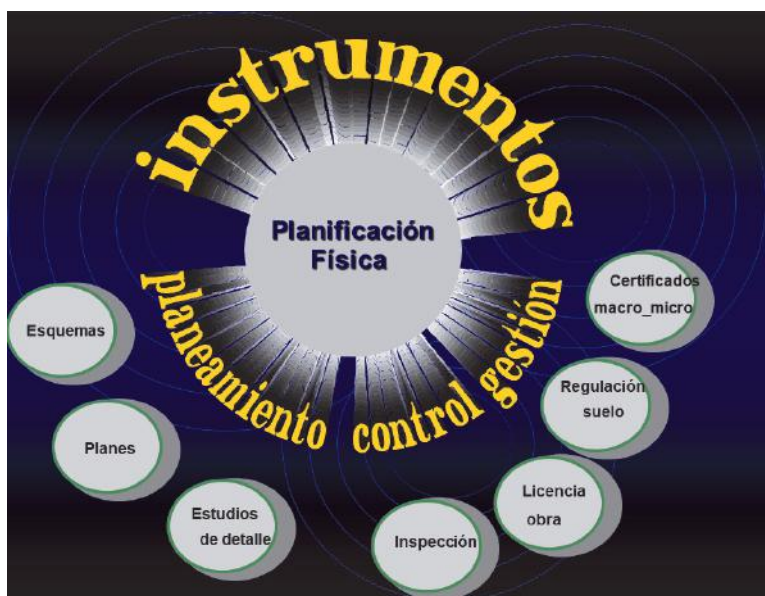 instrumentos
Planificación
Física
planeamiento
control
gestión
Esquemas
Planes
Estudios
de detalle
Inspección
Licencia
obra
Regulación
suelo
Certificados
macro_micro